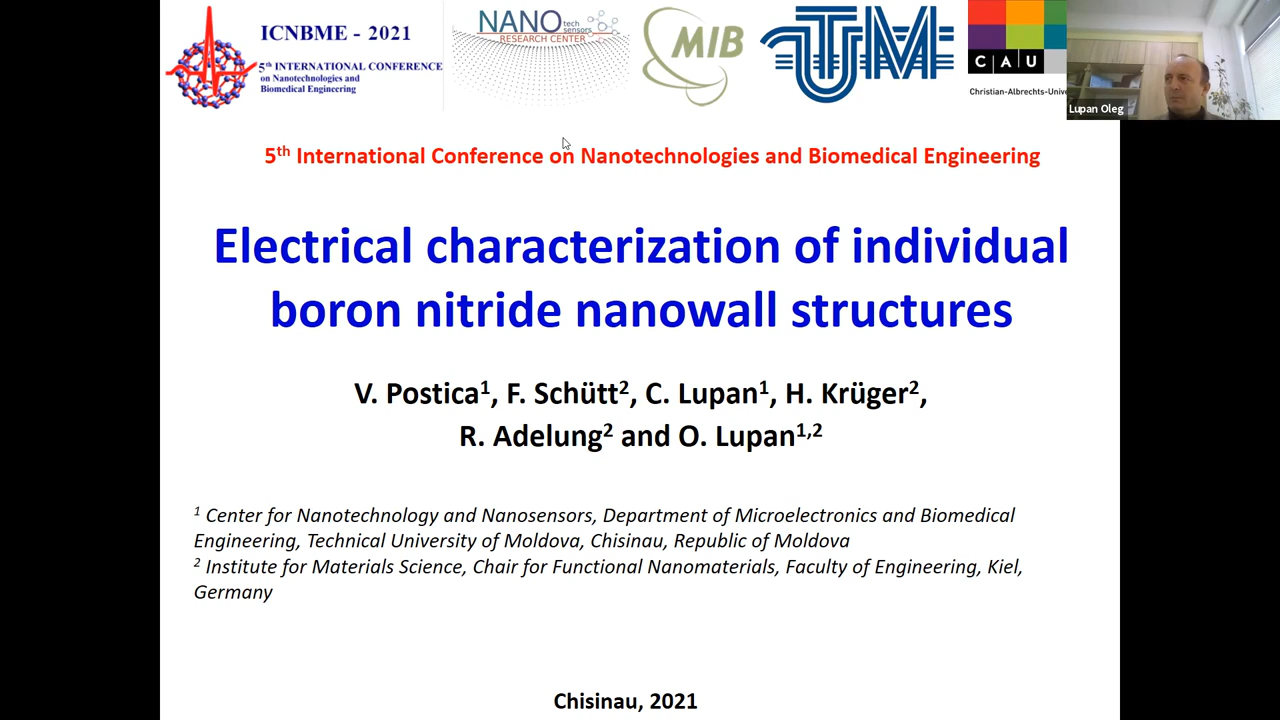 ICNBME - 2021
5th INTERNATIONAL CONFERENCE
on Nanotechnologies and
Biomedical Engineering
NANO tech sensors
RESEARCH CENTER
MIB
UTM
C A U
Christian-Albrechts-Unive
Lupan Oleg
5th International Conference on Nanotechnologies and Biomedical Engineering
Electrical characterization of individual
boron nitride nanowall structures
V. Postica1, F. Schütt2, C. Lupan1, H. Krüger2,
R. Adelung2 and O. Lupan1,2
1 Center for Nanotechnology and Nanosensors, Department of Microelectronics and Biomedical
Engineering, Technical University of Moldova, Chisinau, Republic of Moldova
2 Institute for Materials Science, Chair for Functional Nanomaterials, Faculty of Engineering, Kiel,
Germany
Chisinau, 2021